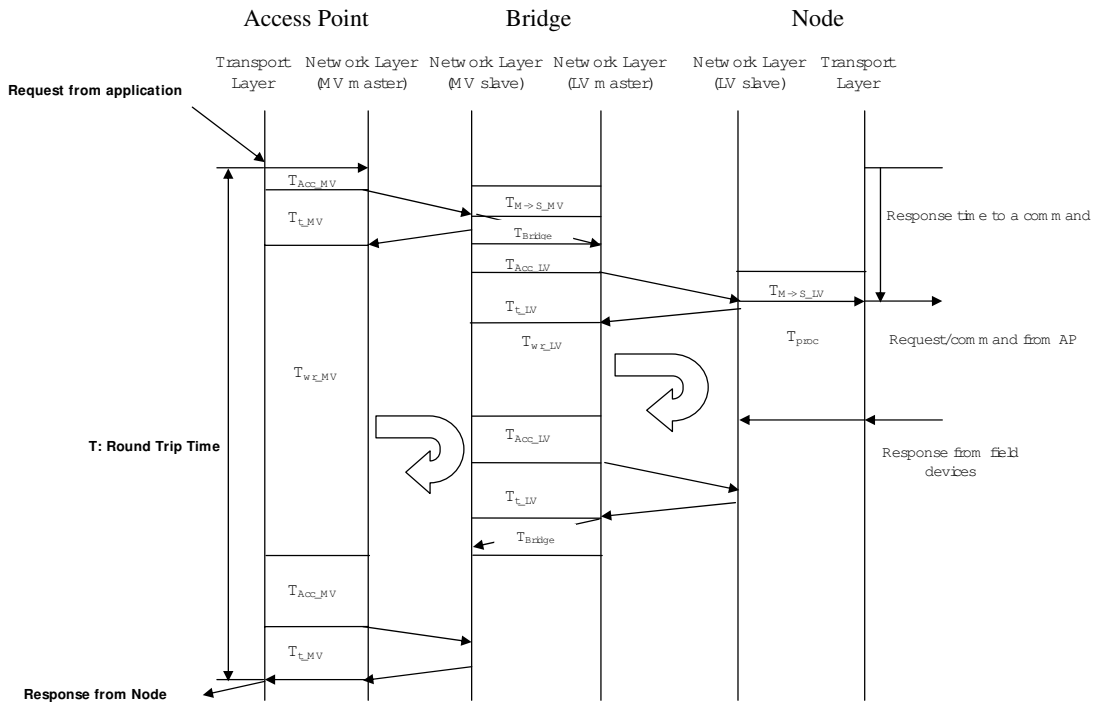 Access Point
Bridge
Node
Transport Layer
Network Layer (MV master)
Network Layer (MV slave)
Network Layer (LV master)
Network Layer (LV slave)
Transport Layer
Request from application
T_Acc_MV
T_M->S_MV
T_t_MV
Response time to a command
T_Bridge
T_Acc_LV
T_M->S_LV
T_t_LV
T_wr_LV
T_proc
Request/command from AP
T_wr_MV
T_Acc_LV
T: Round Trip Time
Response from field
devices
T_t_LV
T_Bridge
T_Acc_MV
T_t_MV
Response from Node